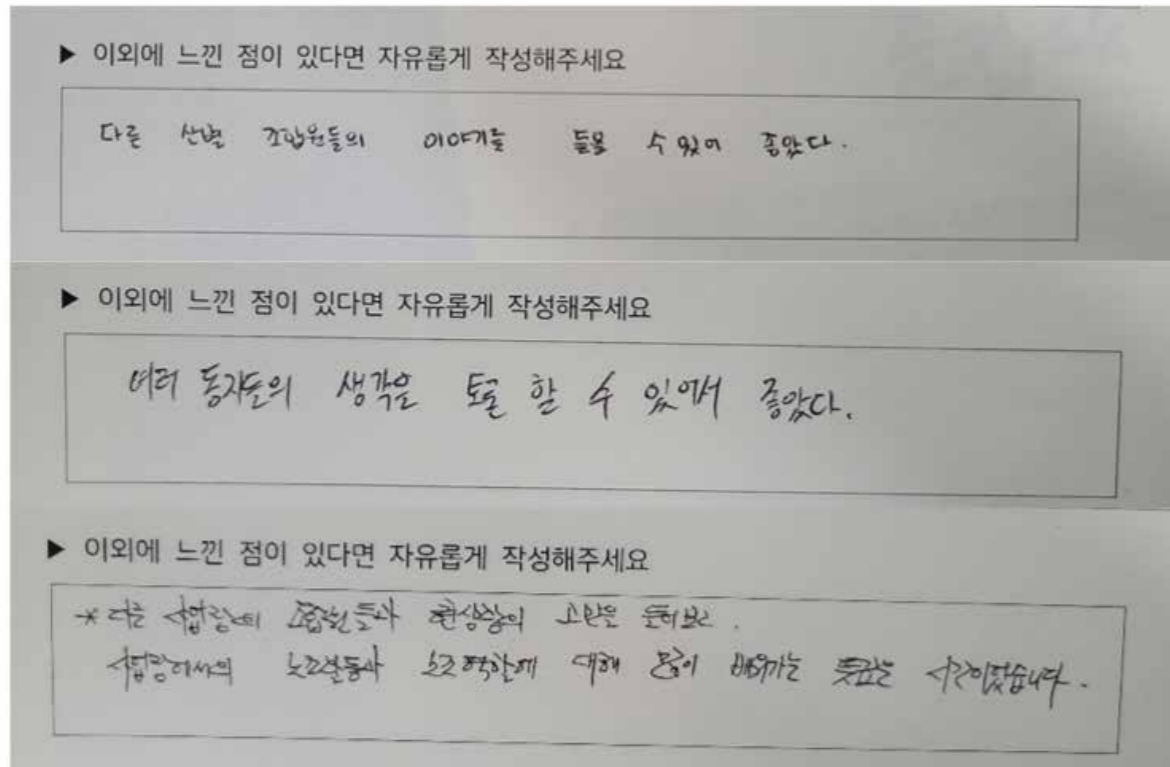 ▶ 이외에 느낀 점이 있다면 자유롭게 작성해주세요
다른 산별 조합원들의 이야기를 들을 수 있어 좋았다.
▶ 이외에 느낀 점이 있다면 자유롭게 작성해주세요
여러 동지들의 생각을 토론 할 수 있어서 좋았다.
▶ 이외에 느낀 점이 있다면 자유롭게 작성해주세요
* 다른 사업장의 조합원들과 현상황의 고민은 들어보고.
사업장에서의 노조활동과 노조역할에 대해 많이 배워가는 뜻깊은 시간이었습니다.